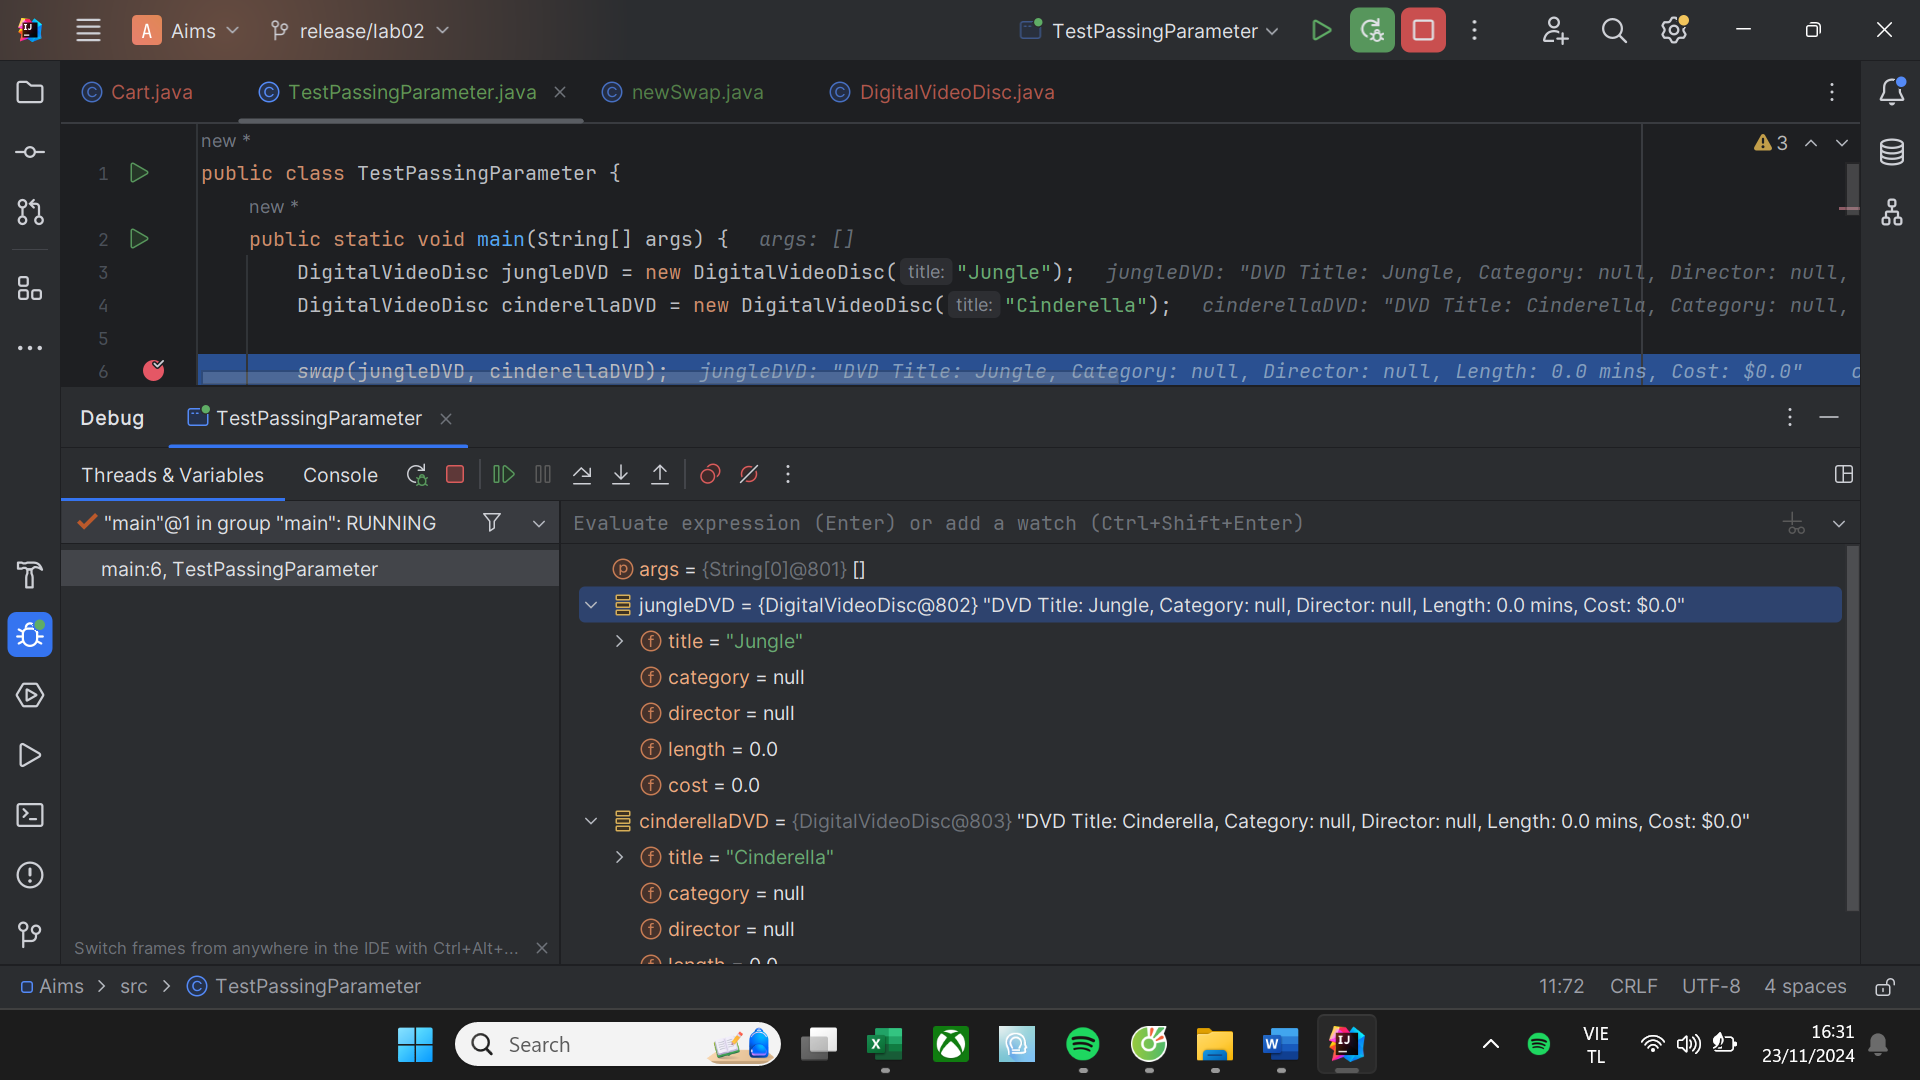 A Aims release/lab02 TestPassingParameter
Cart.java TestPassingParameter.java newSwap.java DigitalVideoDisc.java
new *
3
1 public class TestPassingParameter {
new *
2 public static void main(String[] args) { args: []
3 DigitalVideoDisc jungleDVD = new DigitalVideoDisc( title: "Jungle"); jungleDVD: "DVD Title: Jungle, Category: null, Director: null,
4 DigitalVideoDisc cinderellaDVD = new DigitalVideoDisc( title: "Cinderella"); cinderellaDVD: "DVD Title: Cinderella, Category: null,
5
6 swap(jungleDVD, cinderellaDVD); jungleDVD: "DVD Title: Jungle, Category: null, Director: null, Length: 0.0 mins, Cost: $0.0" c
Debug TestPassingParameter
Threads & Variables Console
"main"@1 in group "main": RUNNING
Evaluate expression (Enter) or add a watch (Ctrl+Shift+Enter)
main:6, TestPassingParameter
args = {String[0]@801} []
jungleDVD = {DigitalVideoDisc@802} "DVD Title: Jungle, Category: null, Director: null, Length: 0.0 mins, Cost: $0.0"
title = "Jungle"
category = null
director = null
length = 0.0
cost = 0.0
cinderellaDVD = {DigitalVideoDisc@803} "DVD Title: Cinderella, Category: null, Director: null, Length: 0.0 mins, Cost: $0.0"
title = "Cinderella"
category = null
director = null
length = 0.0
Switch frames from anywhere in the IDE with Ctrl+Alt+...
Aims > src > TestPassingParameter
11:72 CRLF UTF-8 4 spaces
Search
VIE
TL
16:31
23/11/2024